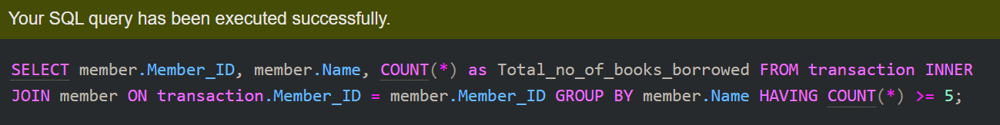 Your SQL query has been executed successfully.
SELECT member.Member_ID, member.Name, COUNT(*) as Total_no_of_books_borrowed FROM transaction INNER
JOIN member ON transaction.Member_ID = member.Member_ID GROUP BY member.Name HAVING COUNT(*) >= 5;